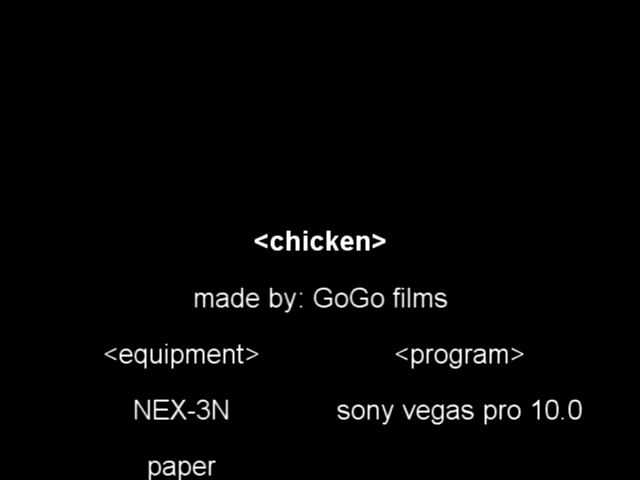 <chicken>
made by: GoGo films
<equipment> <program>
NEX-3N sony vegas pro 10.0
paper